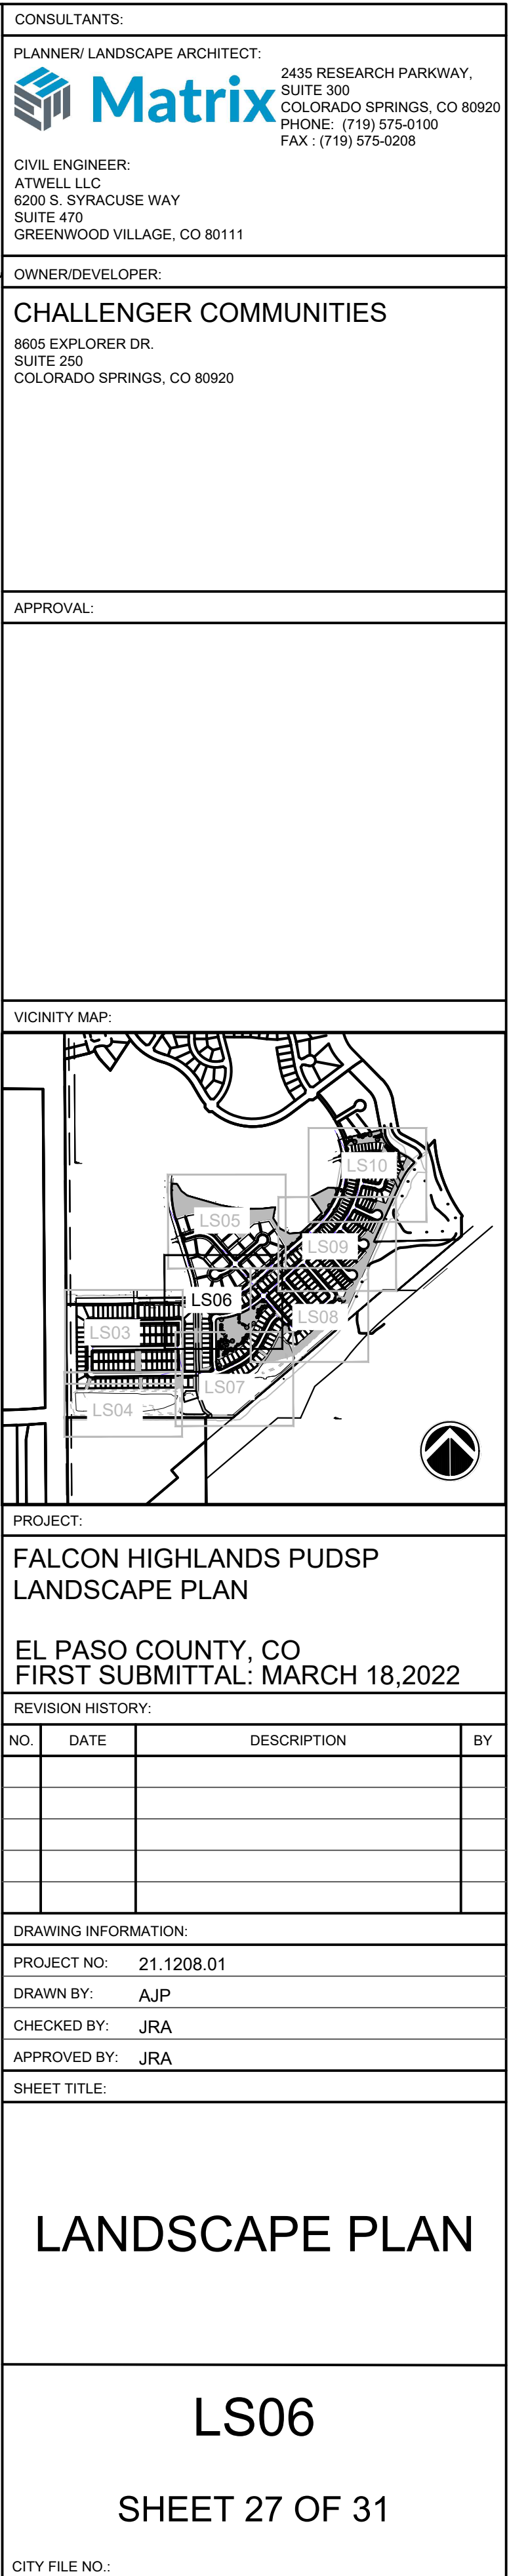 CONSULTANTS:
PLANNER/ LANDSCAPE ARCHITECT:
Matrix
2435 RESEARCH PARKWAY,
SUITE 300
COLORADO SPRINGS, CO 80920
PHONE: (719) 575-0100
FAX : (719) 575-0208
CIVIL ENGINEER:
ATWELL LLC
6200 S. SYRACUSE WAY
SUITE 470
GREENWOOD VILLAGE, CO 80111
OWNER/DEVELOPER:
CHALLENGER COMMUNITIES
8605 EXPLORER DR.
SUITE 250
COLORADO SPRINGS, CO 80920
APPROVAL:
VICINITY MAP:
LS10
LS05
LS09
LS06
LS08
LS03
LS07
LS04
PROJECT:
FALCON HIGHLANDS PUDSP
LANDSCAPE PLAN
EL PASO COUNTY, CO
FIRST SUBMITTAL: MARCH 18,2022
REVISION HISTORY:
NO. DATE DESCRIPTION BY
DRAWING INFORMATION:
PROJECT NO: 21.1208.01
DRAWN BY: AJP
CHECKED BY: JRA
APPROVED BY: JRA
SHEET TITLE:
LANDSCAPE PLAN
LS06
SHEET 27 OF 31
CITY FILE NO.: